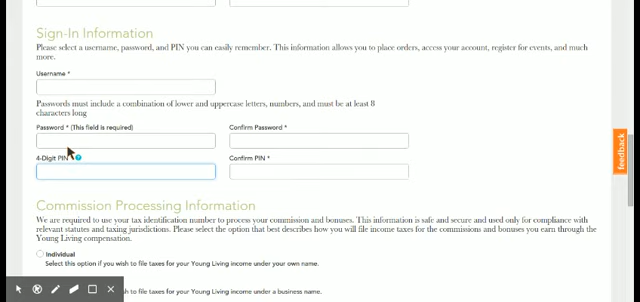 Sign-In Information
Please select a username, password, and PIN you can easily remember. This information allows you to place orders, access your account, register for events, and much
more.
Username *
Passwords must include a combination of lower and uppercase letters, numbers, and must be at least 8
characters long
Password * (This field is required)
Confirm Password *
4-Digit PIN
Confirm PIN *
feedback
Commission Processing Information
We are required to use your tax identification number to process your commission and bonuses. This information is safe and secure and used only for compliance with
relevant statutes and taxing jurisdictions. Please select the option that best describes how you will file income taxes for the commissions and bonuses you earn through the
Young Living compensation.
Individual
Select this option if you wish to file taxes for your Young Living income under your own name.
sh to file taxes for your Young Living income under a business name.